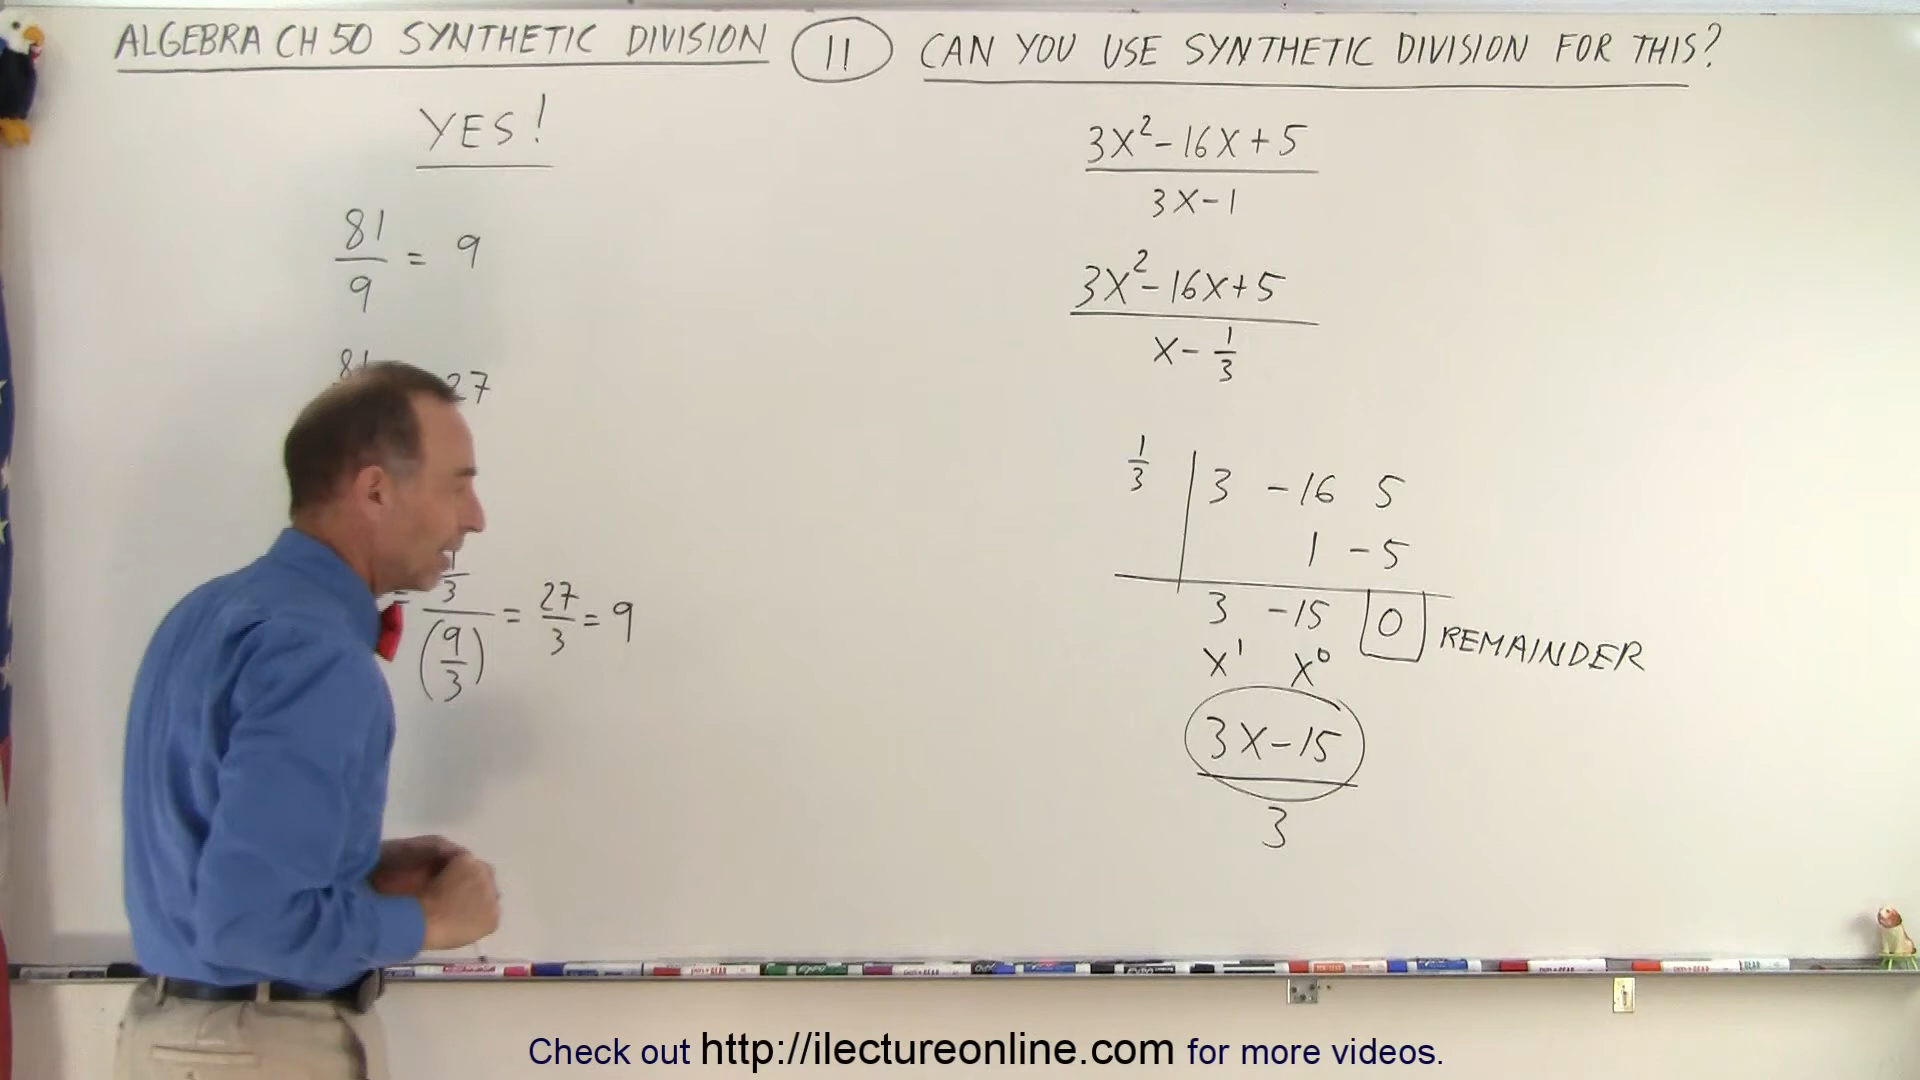 ALGEBRA CH 50 SYNTHETIC DIVISION 11 CAN YOU USE SYNTHETIC DIVISION FOR THIS?
YES!
81
9
= 9
27
1
3
(9/3)
= 27/3 = 9
3X²-16X+5
3X-1
3X²-16X+5
X-1/3
1/3 | 3 -16 5
1 -5
3 -15 0 REMAINDER
X¹ X⁰
3X-15
3
Check out http://ilectureonline.com for more videos.